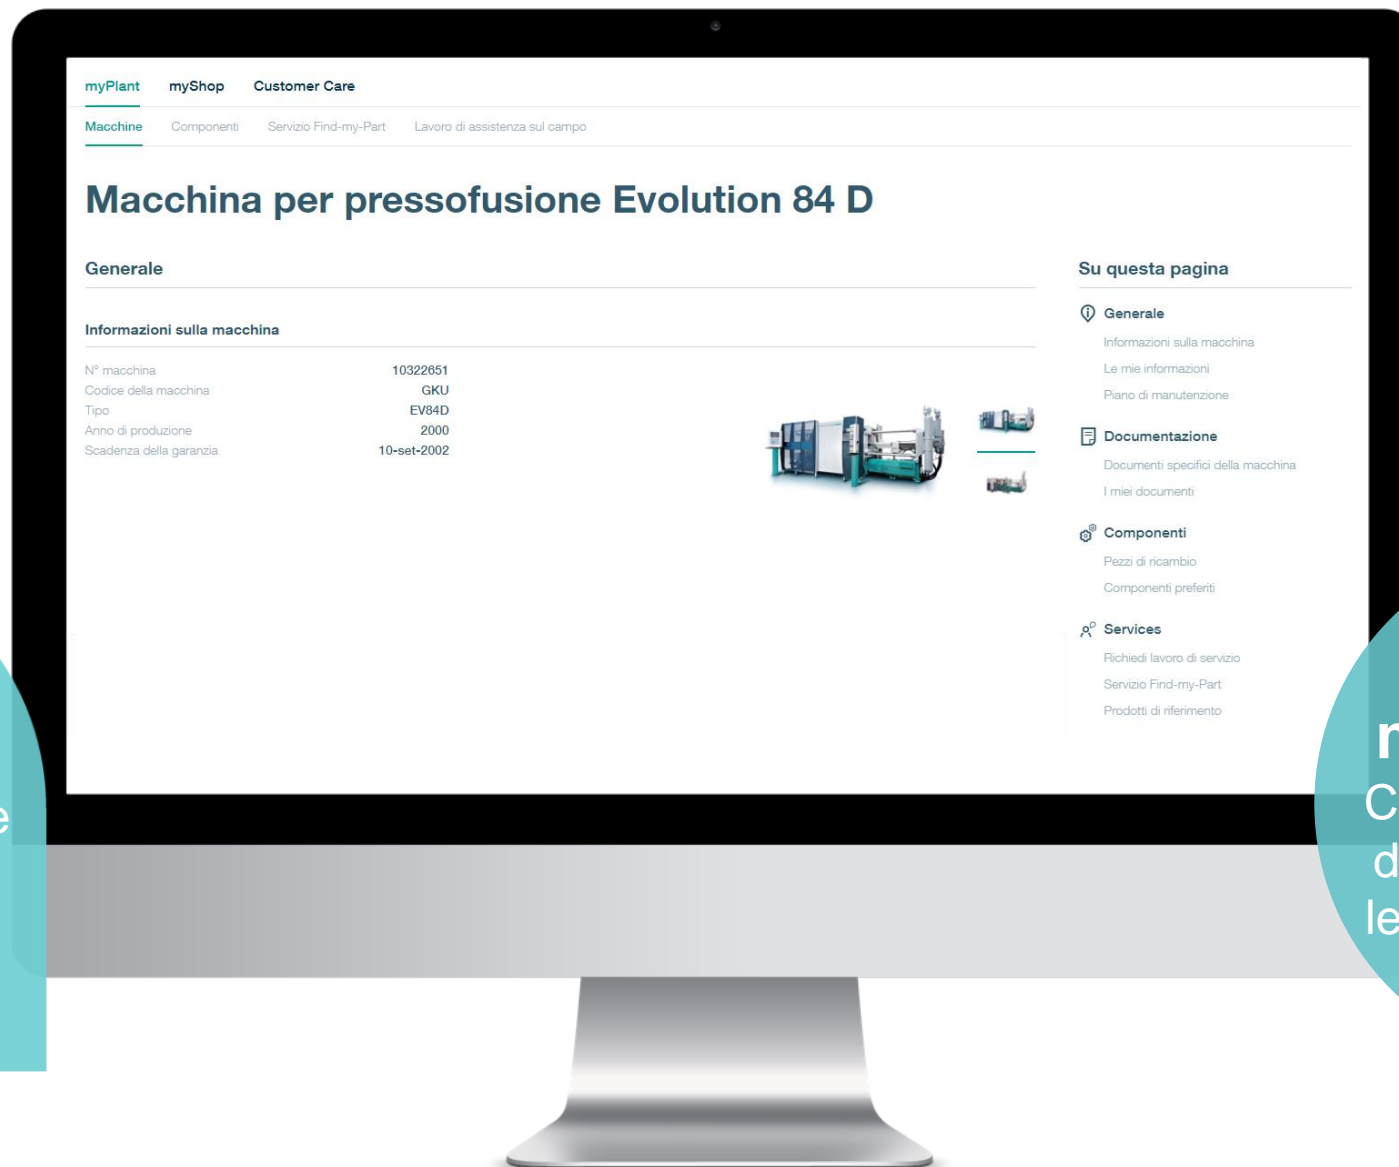 myPlant myShop Customer Care
Macchine Componenti Servizio Find-my-Part Lavoro di assistenza sul campo
Macchina per pressofusione Evolution 84 D
Generale
Informazioni sulla macchina
N° macchina 10322651
Codice della macchina GKU
Tipo EV84D
Anno di produzione 2000
Scadenza della garanzia 10-set-2002
Su questa pagina
Generale
Informazioni sulla macchina
Le mie informazioni
Piano di manutenzione
Documentazione
Documenti specifici della macchina
I miei documenti
Componenti
Pezzi di ricambio
Componenti preferiti
Services
Richiedi lavoro di servizio
Servizio Find-my-Part
Prodotti di riferimento